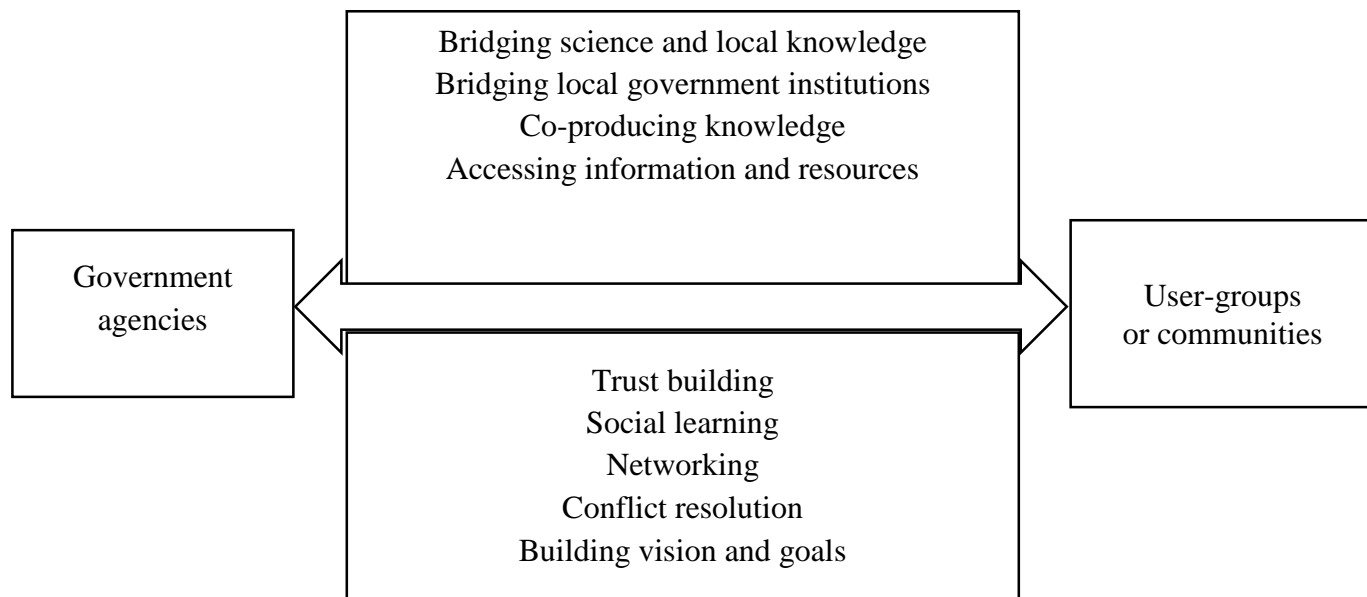 Bridging science and local knowledge
Bridging local government institutions
Co-producing knowledge
Accessing information and resources
Government
agencies
User-groups
or communities
Trust building
Social learning
Networking
Conflict resolution
Building vision and goals